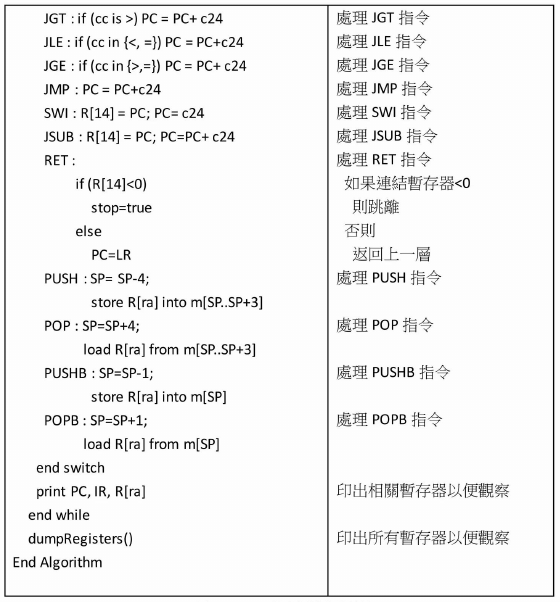 JGT : if (cc is >) PC = PC+ c24 處理 JGT 指令
JLE : if (cc in {<, =}) PC = PC+c24 處理 JLE 指令
JGE : if (cc in {>,=}) PC = PC+ c24 處理 JGE 指令
JMP : PC = PC+c24 處理 JMP 指令
SWI : R[14] = PC; PC= c24 處理 SWI 指令
JSUB : R[14] = PC; PC=PC+ c24 處理 JSUB 指令
RET : 處理 RET 指令
if (R[14]<0) 如果連結暫存器<0
stop=true 則跳離
else 否則
PC=LR 返回上一層
PUSH : SP= SP-4; 處理 PUSH 指令
store R[ra] into m[SP..SP+3]
POP : SP=SP+4; 處理 POP 指令
load R[ra] from m[SP..SP+3]
PUSHB : SP=SP-1; 處理 PUSHB 指令
store R[ra] into m[SP]
POPB : SP=SP+1; 處理 POPB 指令
load R[ra] from m[SP]
end switch
print PC, IR, R[ra] 印出相關暫存器以便觀察
end while
dumpRegisters() 印出所有暫存器以便觀察
End Algorithm